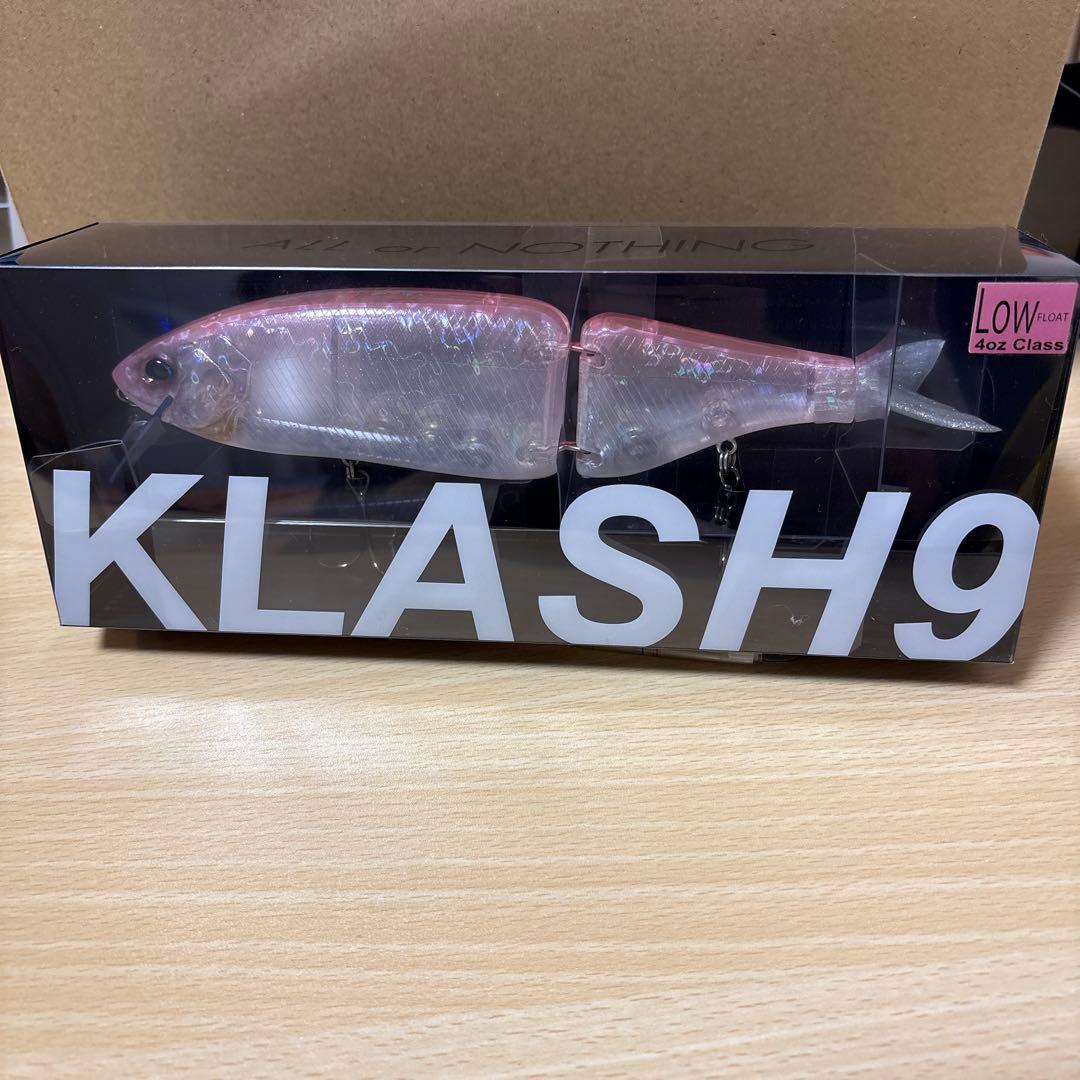 ALL or NOTHING
LOW FLOAT
4oz Class
KLASH9